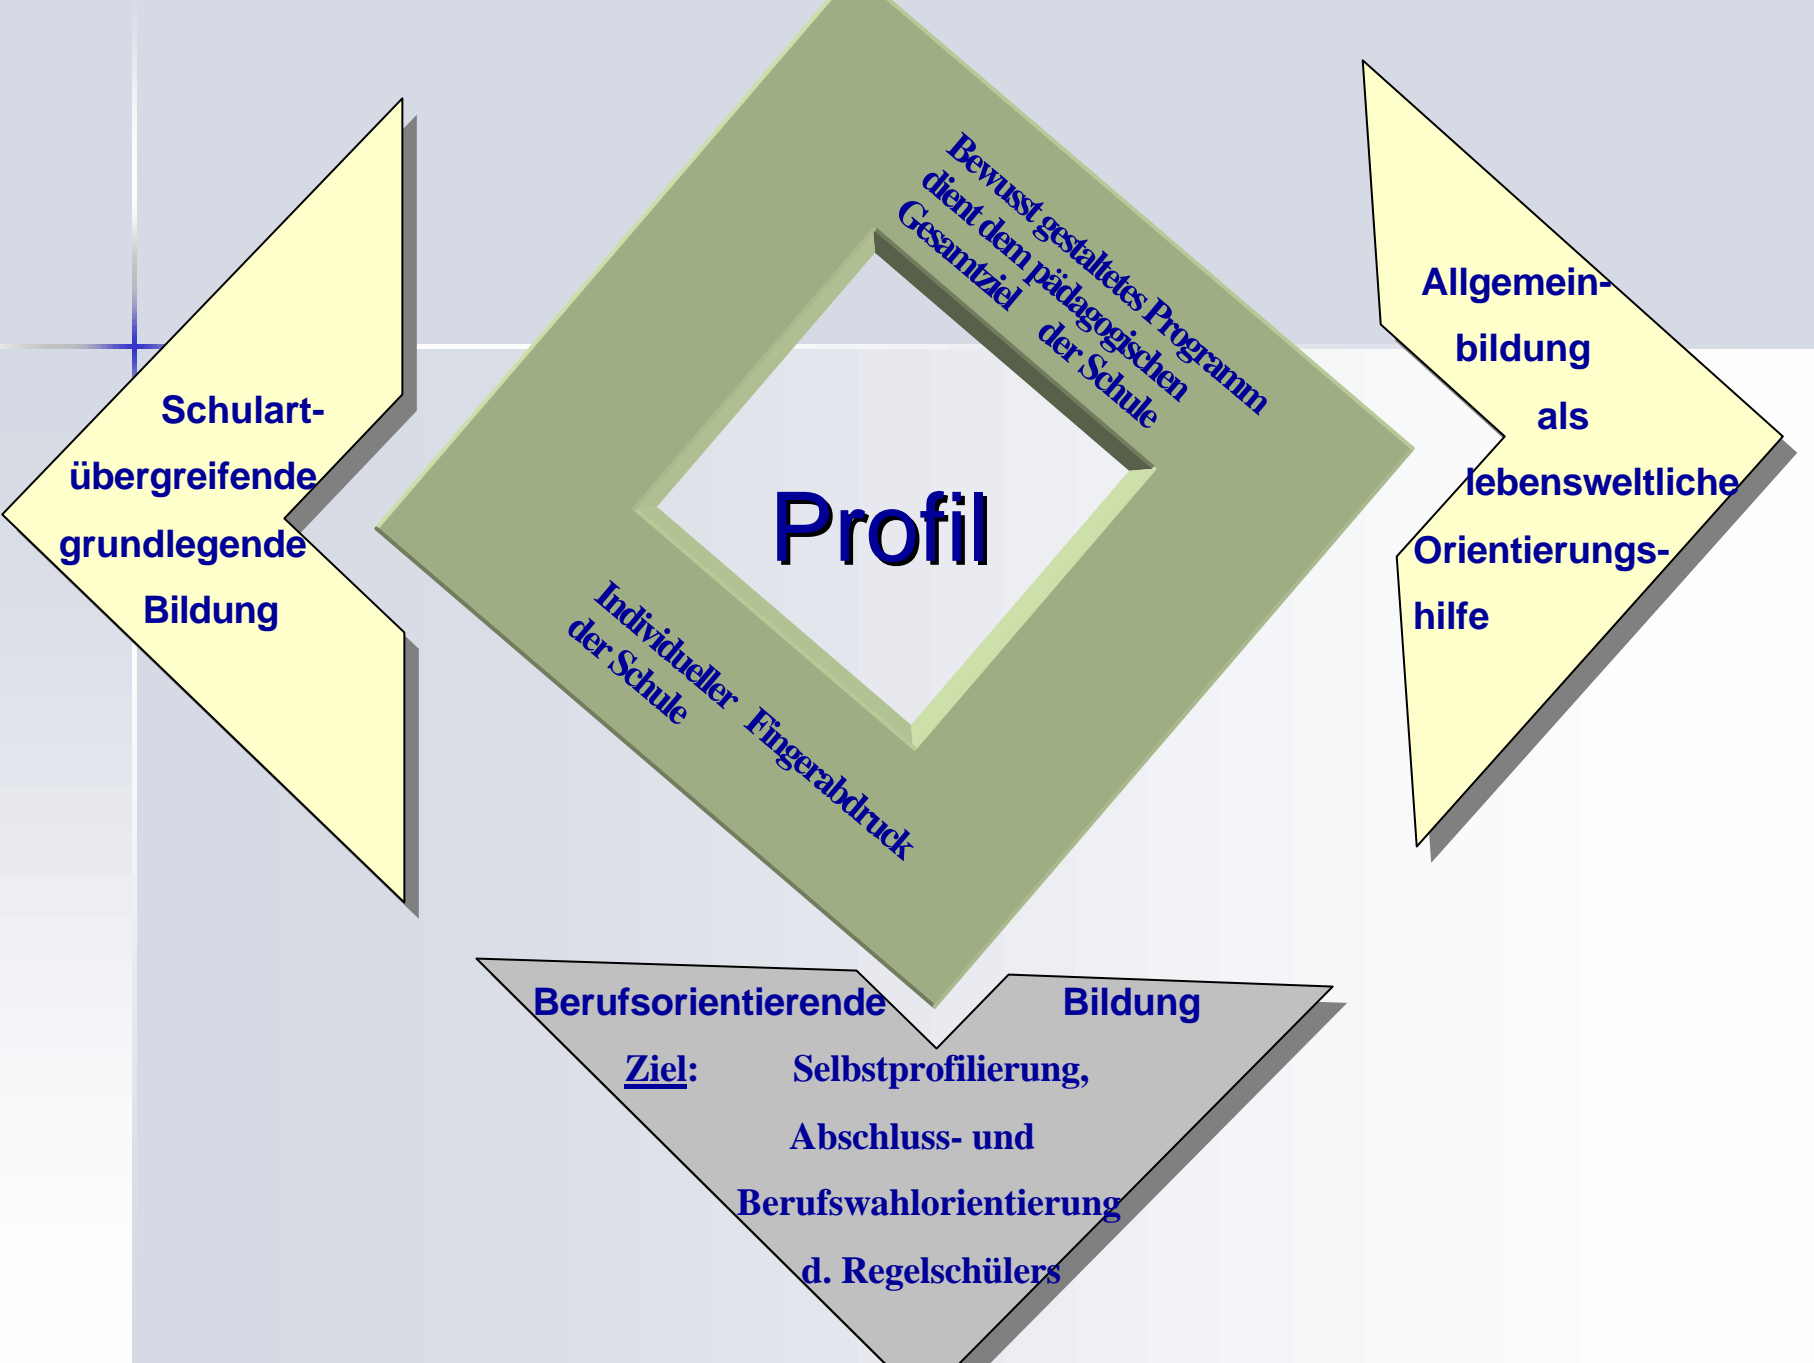 Bewusst gestaltetes Programm
dient dem pädagogischen
Gesamtziel der Schule
Schulart-
übergreifende
grundlegende
Bildung
Profil
Individueller Fingerabdruck
der Schule
Allgemein-
bildung
als
lebensweltliche
Orientierungs-
hilfe
Berufsorientierende Bildung
Ziel: Selbstprofilierung,
Abschluss- und
Berufswahlorientierung
d. Regelschülers